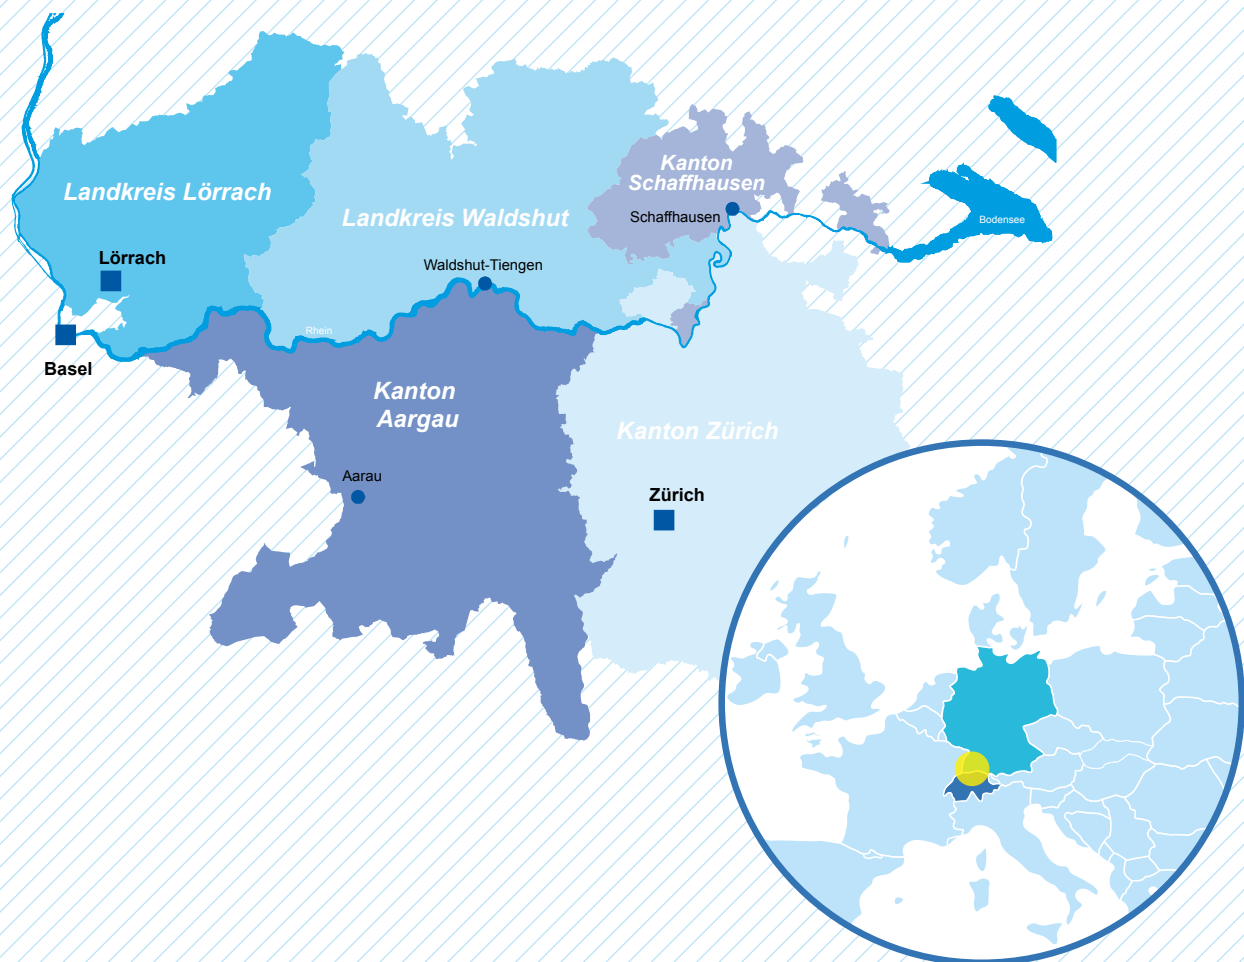 Kanton
Schaffhausen
Landkreis Lörrach
Landkreis Waldshut
Schaffhausen
Bodensee
Lörrach
Waldshut-Tiengen
Rhein
Basel
Kanton
Aargau
Kanton Zürich
Aarau
Zürich